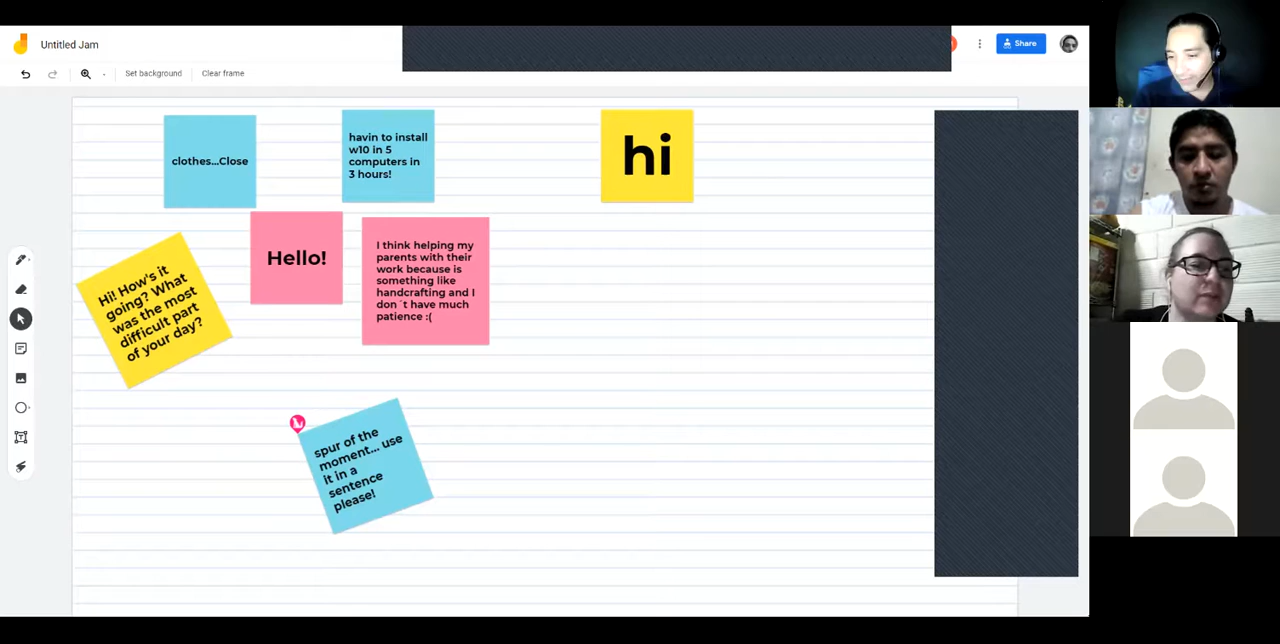 Untitled Jam
Share
Set background
Clear frame
clothes...Close
havin to install
w10 in 5
computers in
3 hours!
hi
Hello!
I think helping my
parents with their
work because is
something like
handcrafting and I
don´t have much
patience :(
Hi! How's it
going? What
was the most
difficult part
of your day?
spur of the
moment... use
it in a
sentence
please!